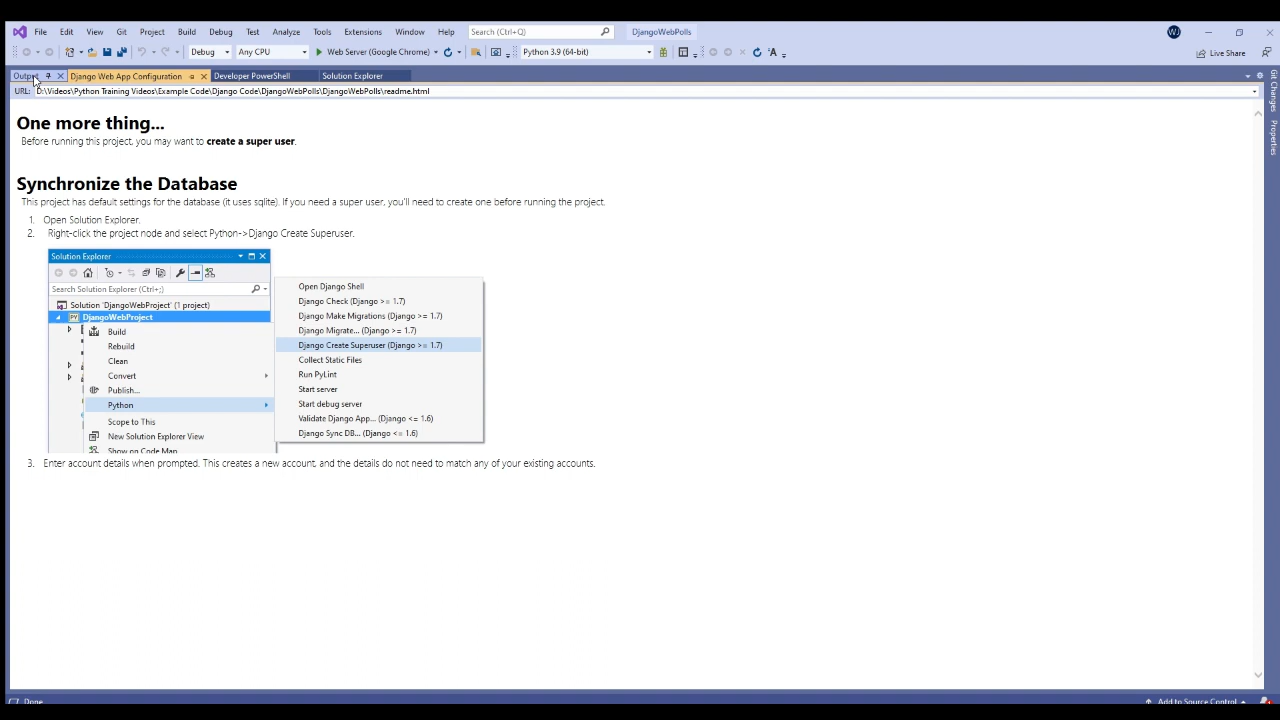 File Edit View Git Project Build Debug Test Analyze Tools Extensions Window Help Search (Ctrl+Q) DjangoWebPolls W
Debug Any CPU Web Server (Google Chrome) Python 3.9 (64-bit) Live Share
Output Django Web App Configuration Developer PowerShell Solution Explorer
URL: D:\Videos\Python Training Videos\Example Code\Django Code\DjangoWebPolls\DjangoWebPolls\readme.html
Git Changes
Properties
One more thing...
Before running this project, you may want to create a super user.
Synchronize the Database
This project has default settings for the database (it uses sqlite). If you need a super user, you'll need to create one before running the project.
1. Open Solution Explorer.
2. Right-click the project node and select Python->Django Create Superuser.
Solution Explorer
Search Solution Explorer (Ctrl+;)
Solution 'DjangoWebProject' (1 project)
PY DjangoWebProject
Build
Rebuild
Clean
Convert
Publish...
Python
Scope to This
New Solution Explorer View
Show on Code Map
Open Django Shell
Django Check (Django >= 1.7)
Django Make Migrations (Django >= 1.7)
Django Migrate... (Django >= 1.7)
Django Create Superuser (Django >= 1.7)
Collect Static Files
Run PyLint
Start server
Start debug server
Validate Django App... (Django <= 1.6)
Django Sync DB... (Django <= 1.6)
3. Enter account details when prompted. This creates a new account, and the details do not need to match any of your existing accounts.
Done Add to Source Control